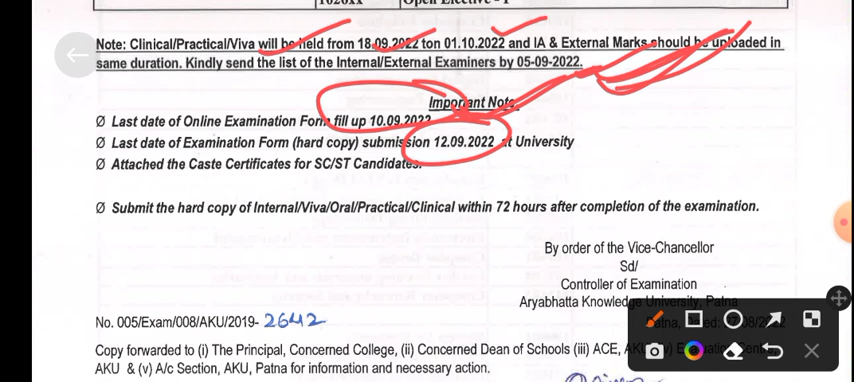 Open Elective - I
Note: Clinical/Practical/Viva will be held from 18.09.2022 ton 01.10.2022 and IA & External Marks should be uploaded in
same duration. Kindly send the list of the Internal/External Examiners by 05-09-2022.
Important Note
Ø Last date of Online Examination Form fill up 10.09.2022
Ø Last date of Examination Form (hard copy) submission 12.09.2022 at University
Ø Attached the Caste Certificates for SC/ST Candidates.
Ø Submit the hard copy of Internal/Viva/Oral/Practical/Clinical within 72 hours after completion of the examination.
By order of the Vice-Chancellor
Sd/
Controller of Examination
Aryabhatta Knowledge University, Patna
No. 005/Exam/008/AKU/2019- 2642
Copy forwarded to (i) The Principal, Concerned College, (ii) Concerned Dean of Schools (iii) ACE,
AKU & (v) A/c Section, AKU, Patna for information and necessary action.